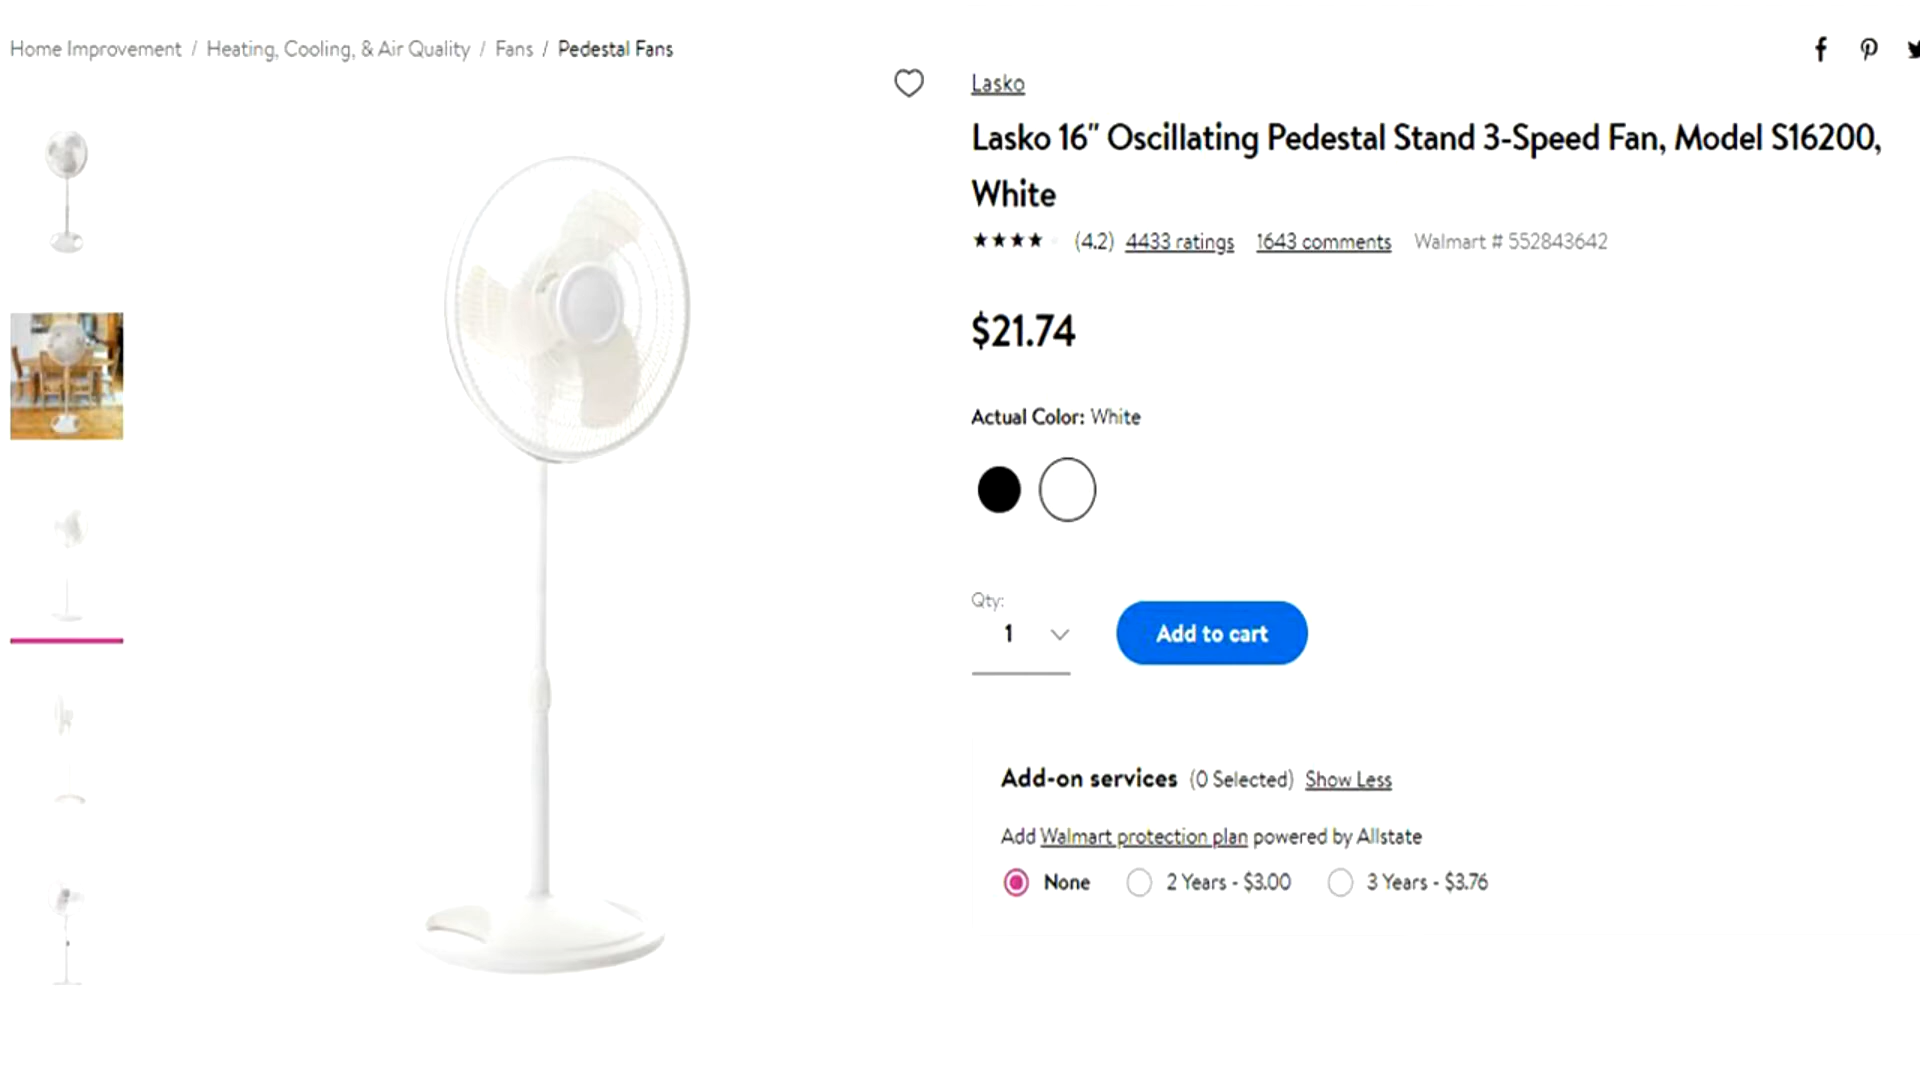 Home Improvement / Heating, Cooling, & Air Quality / Fans / Pedestal Fans
Lasko
Lasko 16" Oscillating Pedestal Stand 3-Speed Fan, Model S16200,
White
(4.2) 4433 ratings 1643 comments Walmart # 552843642
$21.74
Actual Color: White
Qty:
1
Add to cart
Add-on services (0 Selected) Show Less
Add Walmart protection plan powered by Allstate
None 2 Years - $3.00 3 Years - $3.76